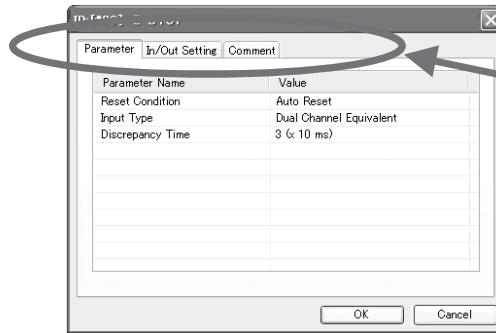 Parameter In/Out Setting Comment
Parameter Name Value
Reset Condition Auto Reset
Input Type Dual Channel Equivalent
Discrepancy Time 3 (x 10 ms)
OK Cancel